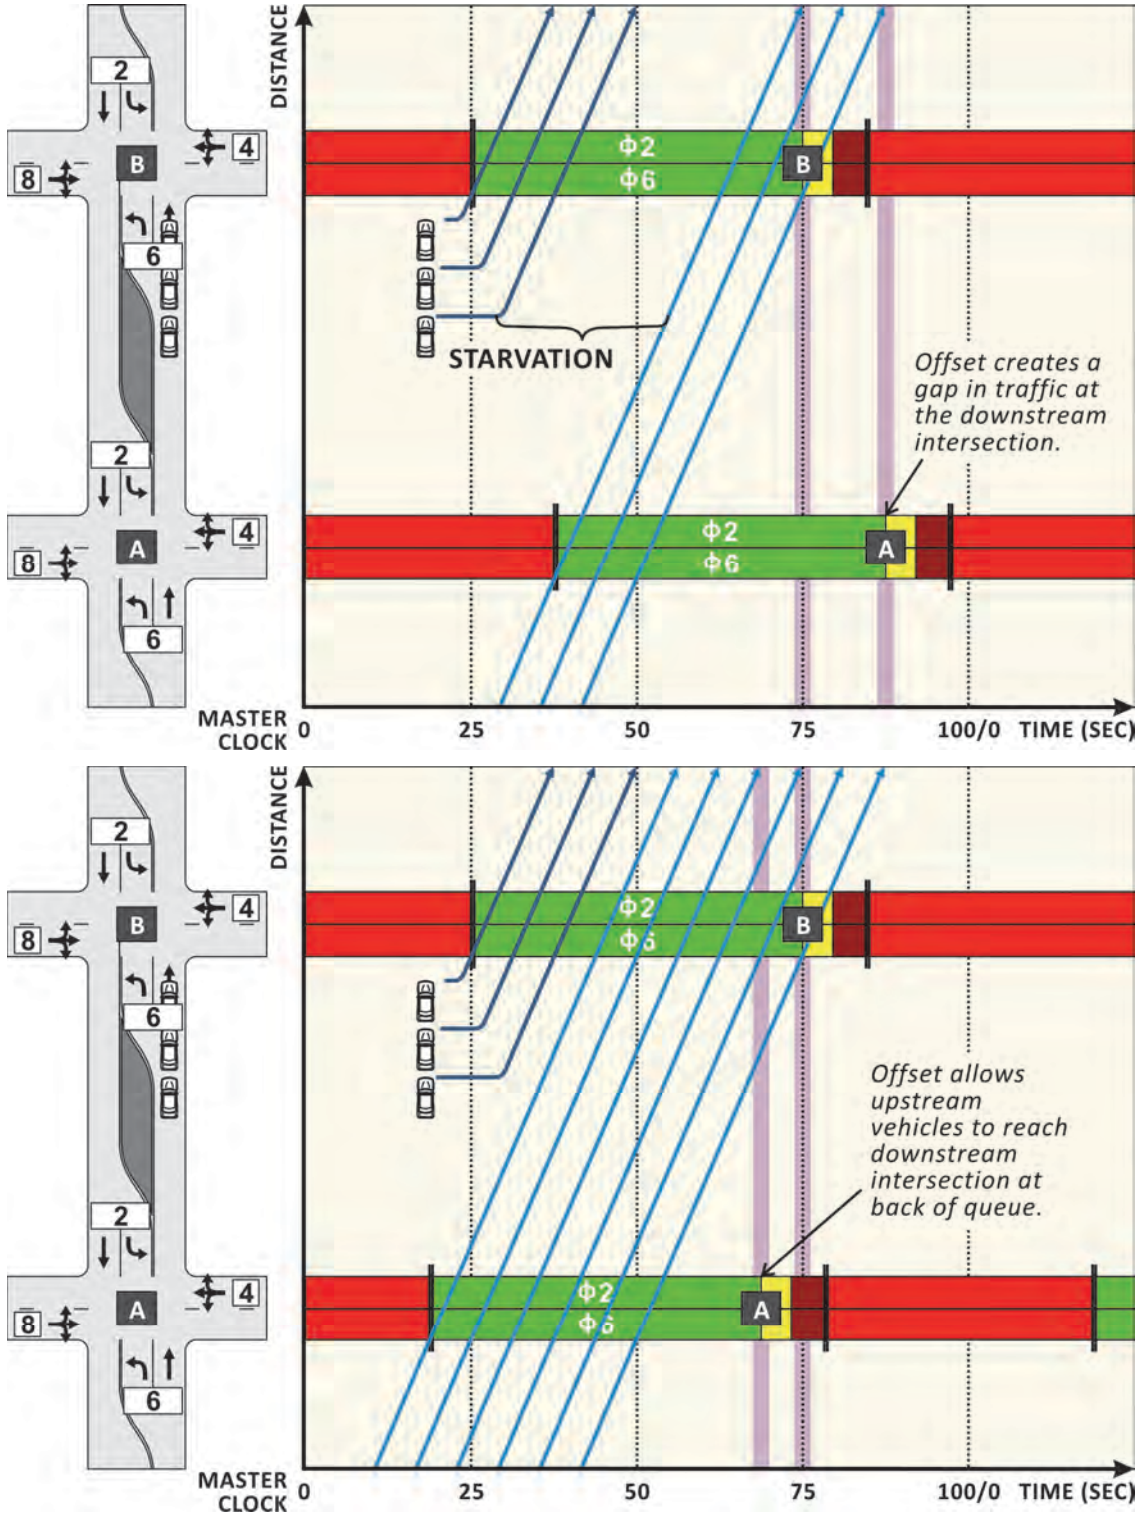 DISTANCE
2
B
4
8
6
Φ2
Φ6
B
STARVATION
Offset creates a
gap in traffic at
the downstream
intersection.
2
A
4
8
6
Φ2
Φ6
A
MASTER
CLOCK
0 25 50 75 100/0 TIME (SEC)
DISTANCE
2
B
4
8
6
Φ2
Φ6
B
Offset allows
upstream
vehicles to reach
downstream
intersection at
back of queue.
2
A
4
8
6
Φ2
Φ6
A
MASTER
CLOCK
0 25 50 75 100/0 TIME (SEC)